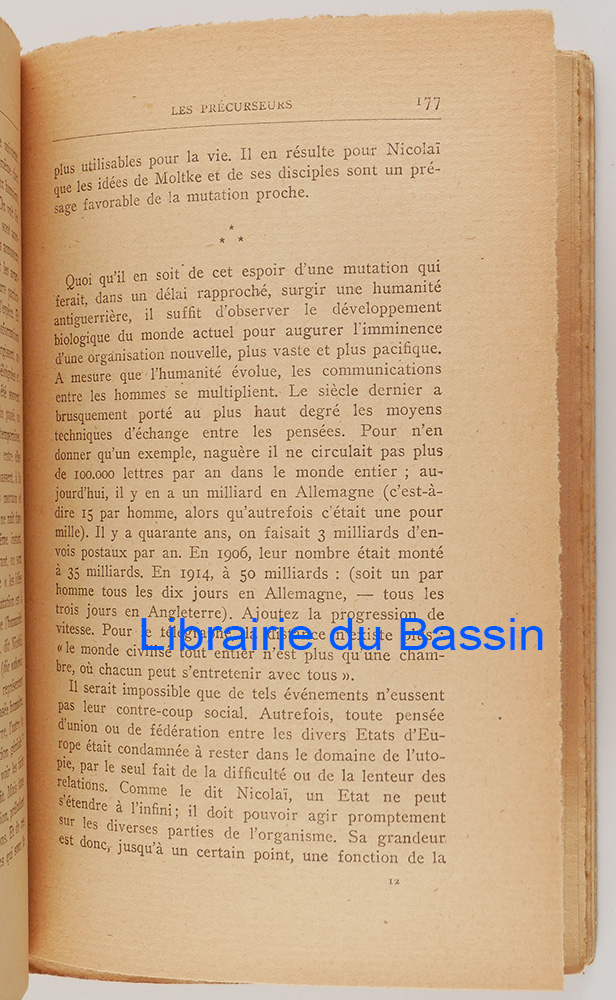 LES PRÉCURSEURS 177
plus utilisables pour la vie. Il en résulte pour Nicolaï
que les idées de Moltke et de ses disciples sont un pré-
sage favorable de la mutation proche.
*
* *
Quoi qu'il en soit de cet espoir d'une mutation qui
ferait, dans un délai rapproché, surgir une humanité
antiguerrière, il suffit d'observer le développement
biologique du monde actuel pour augurer l'imminence
d'une organisation nouvelle, plus vaste et plus pacifique.
A mesure que l'humanité évolue, les communications
entre les hommes se multiplient. Le siècle dernier a
brusquement porté au plus haut degré les moyens
techniques d'échange entre les pensées. Pour n'en
donner qu'un exemple, naguère il ne circulait pas plus
de 100.000 lettres par an dans le monde entier ; au-
jourd'hui, il y en a un milliard en Allemagne (c'est-à-
dire 15 par homme, alors qu'autrefois c'était une pour
mille). Il y a quarante ans, on faisait 3 milliards d'en-
vois postaux par an. En 1906, leur nombre était monté
à 35 milliards. En 1914, à 50 milliards : (soit un par
homme tous les dix jours en Allemagne, — tous les
trois jours en Angleterre). Ajoutez la progression de
vitesse. Pour le télégraphe, la distance n'existe plus :
Librairie du Bassin
« le monde civilisé tout entier n'est plus qu'une cham-
bre, où chacun peut s'entretenir avec tous ».
Il serait impossible que de tels événements n'eussent
pas leur contre-coup social. Autrefois, toute pensée
d'union ou de fédération entre les divers Etats d'Eu-
rope était condamnée à rester dans le domaine de l'uto-
pie, par le seul fait de la difficulté ou de la lenteur des
relations. Comme le dit Nicolaï, un Etat ne peut
s'étendre à l'infini ; il doit pouvoir agir promptement
sur les diverses parties de l'organisme. Sa grandeur
est donc, jusqu'à un certain point, une fonction de la
12